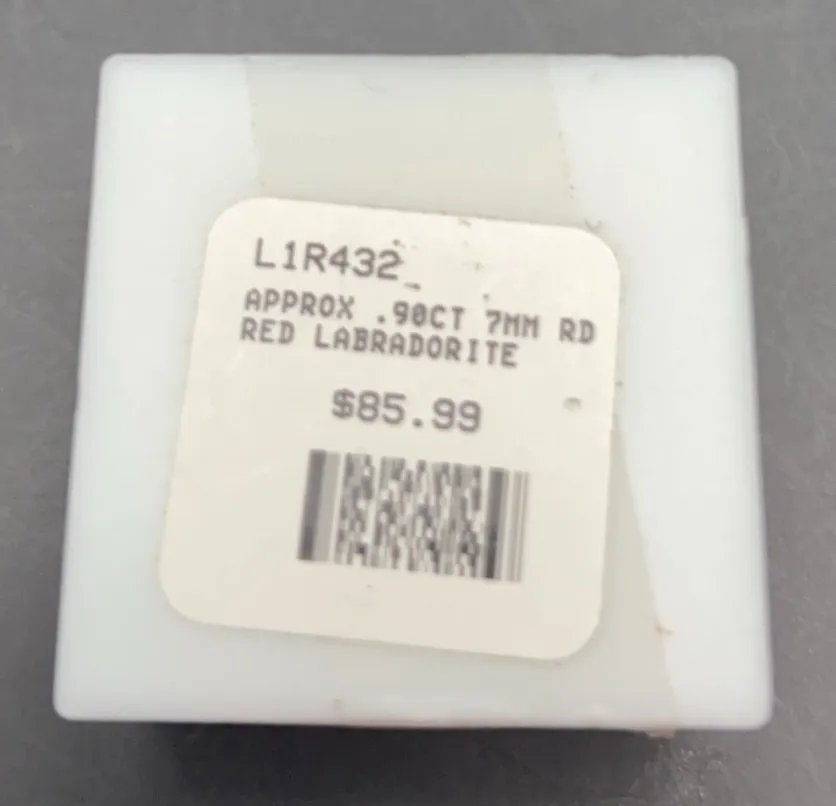 L1R432
APPROX .90CT 7MM RD
RED LABRADORITE
$85.99